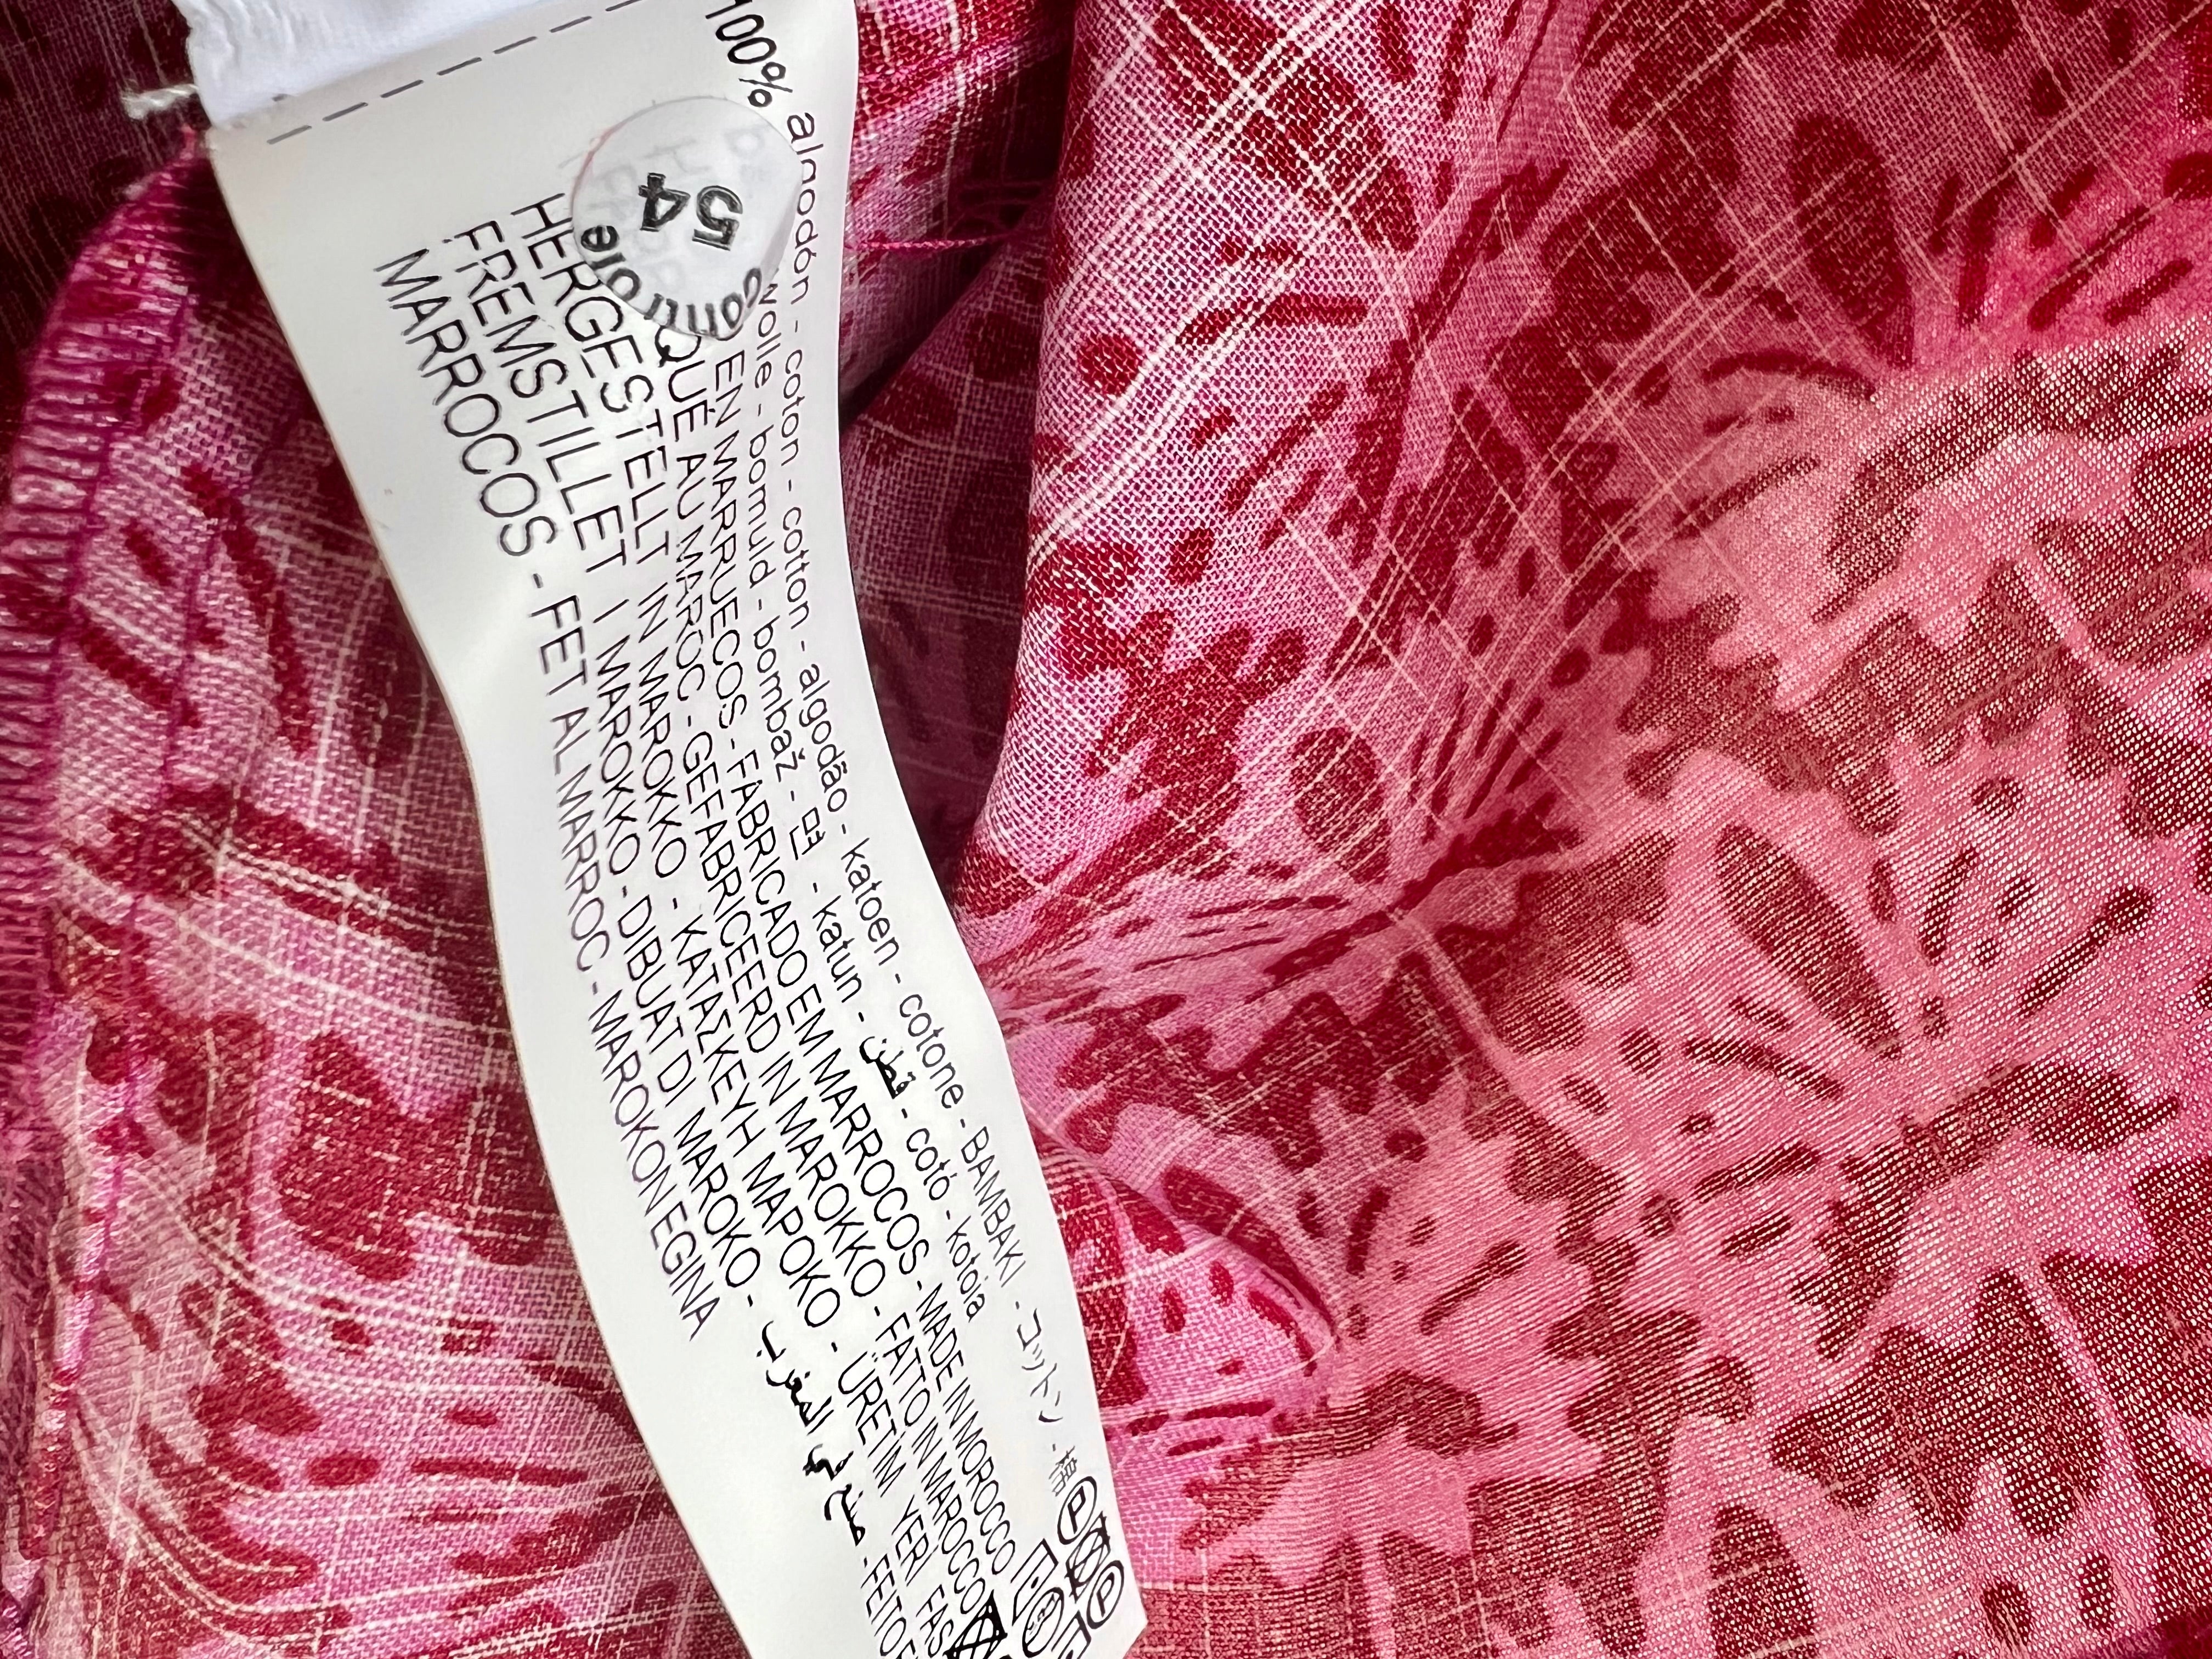 100% algodón - coton - cotton - algodão - katoen - cotone - BAMBAKI - コットン - 棉
wolle - bomuld - bombaž - 면 - katun - قطن - cotó - kotoia
EN MARRUECOS - FABRICADO EM MARROCOS - MADE IN MOROCCO
QUÉ AU MAROC - GEFABRICEERD IN MAROKKO - FATTO IN MAROCCO
HERGESTELLT IN MAROKKO - ΚΑΤΑΣΚΕΥΗ ΜΑΡΟΚΟ - ÜRETİM YERİ FAS
FREMSTILLET I MAROKKO - DIBUAT DI MAROKO - صنع في المغرب - FEITO
MARROCOS - FET AL MARROC - MAROKON EGINA
54
controle